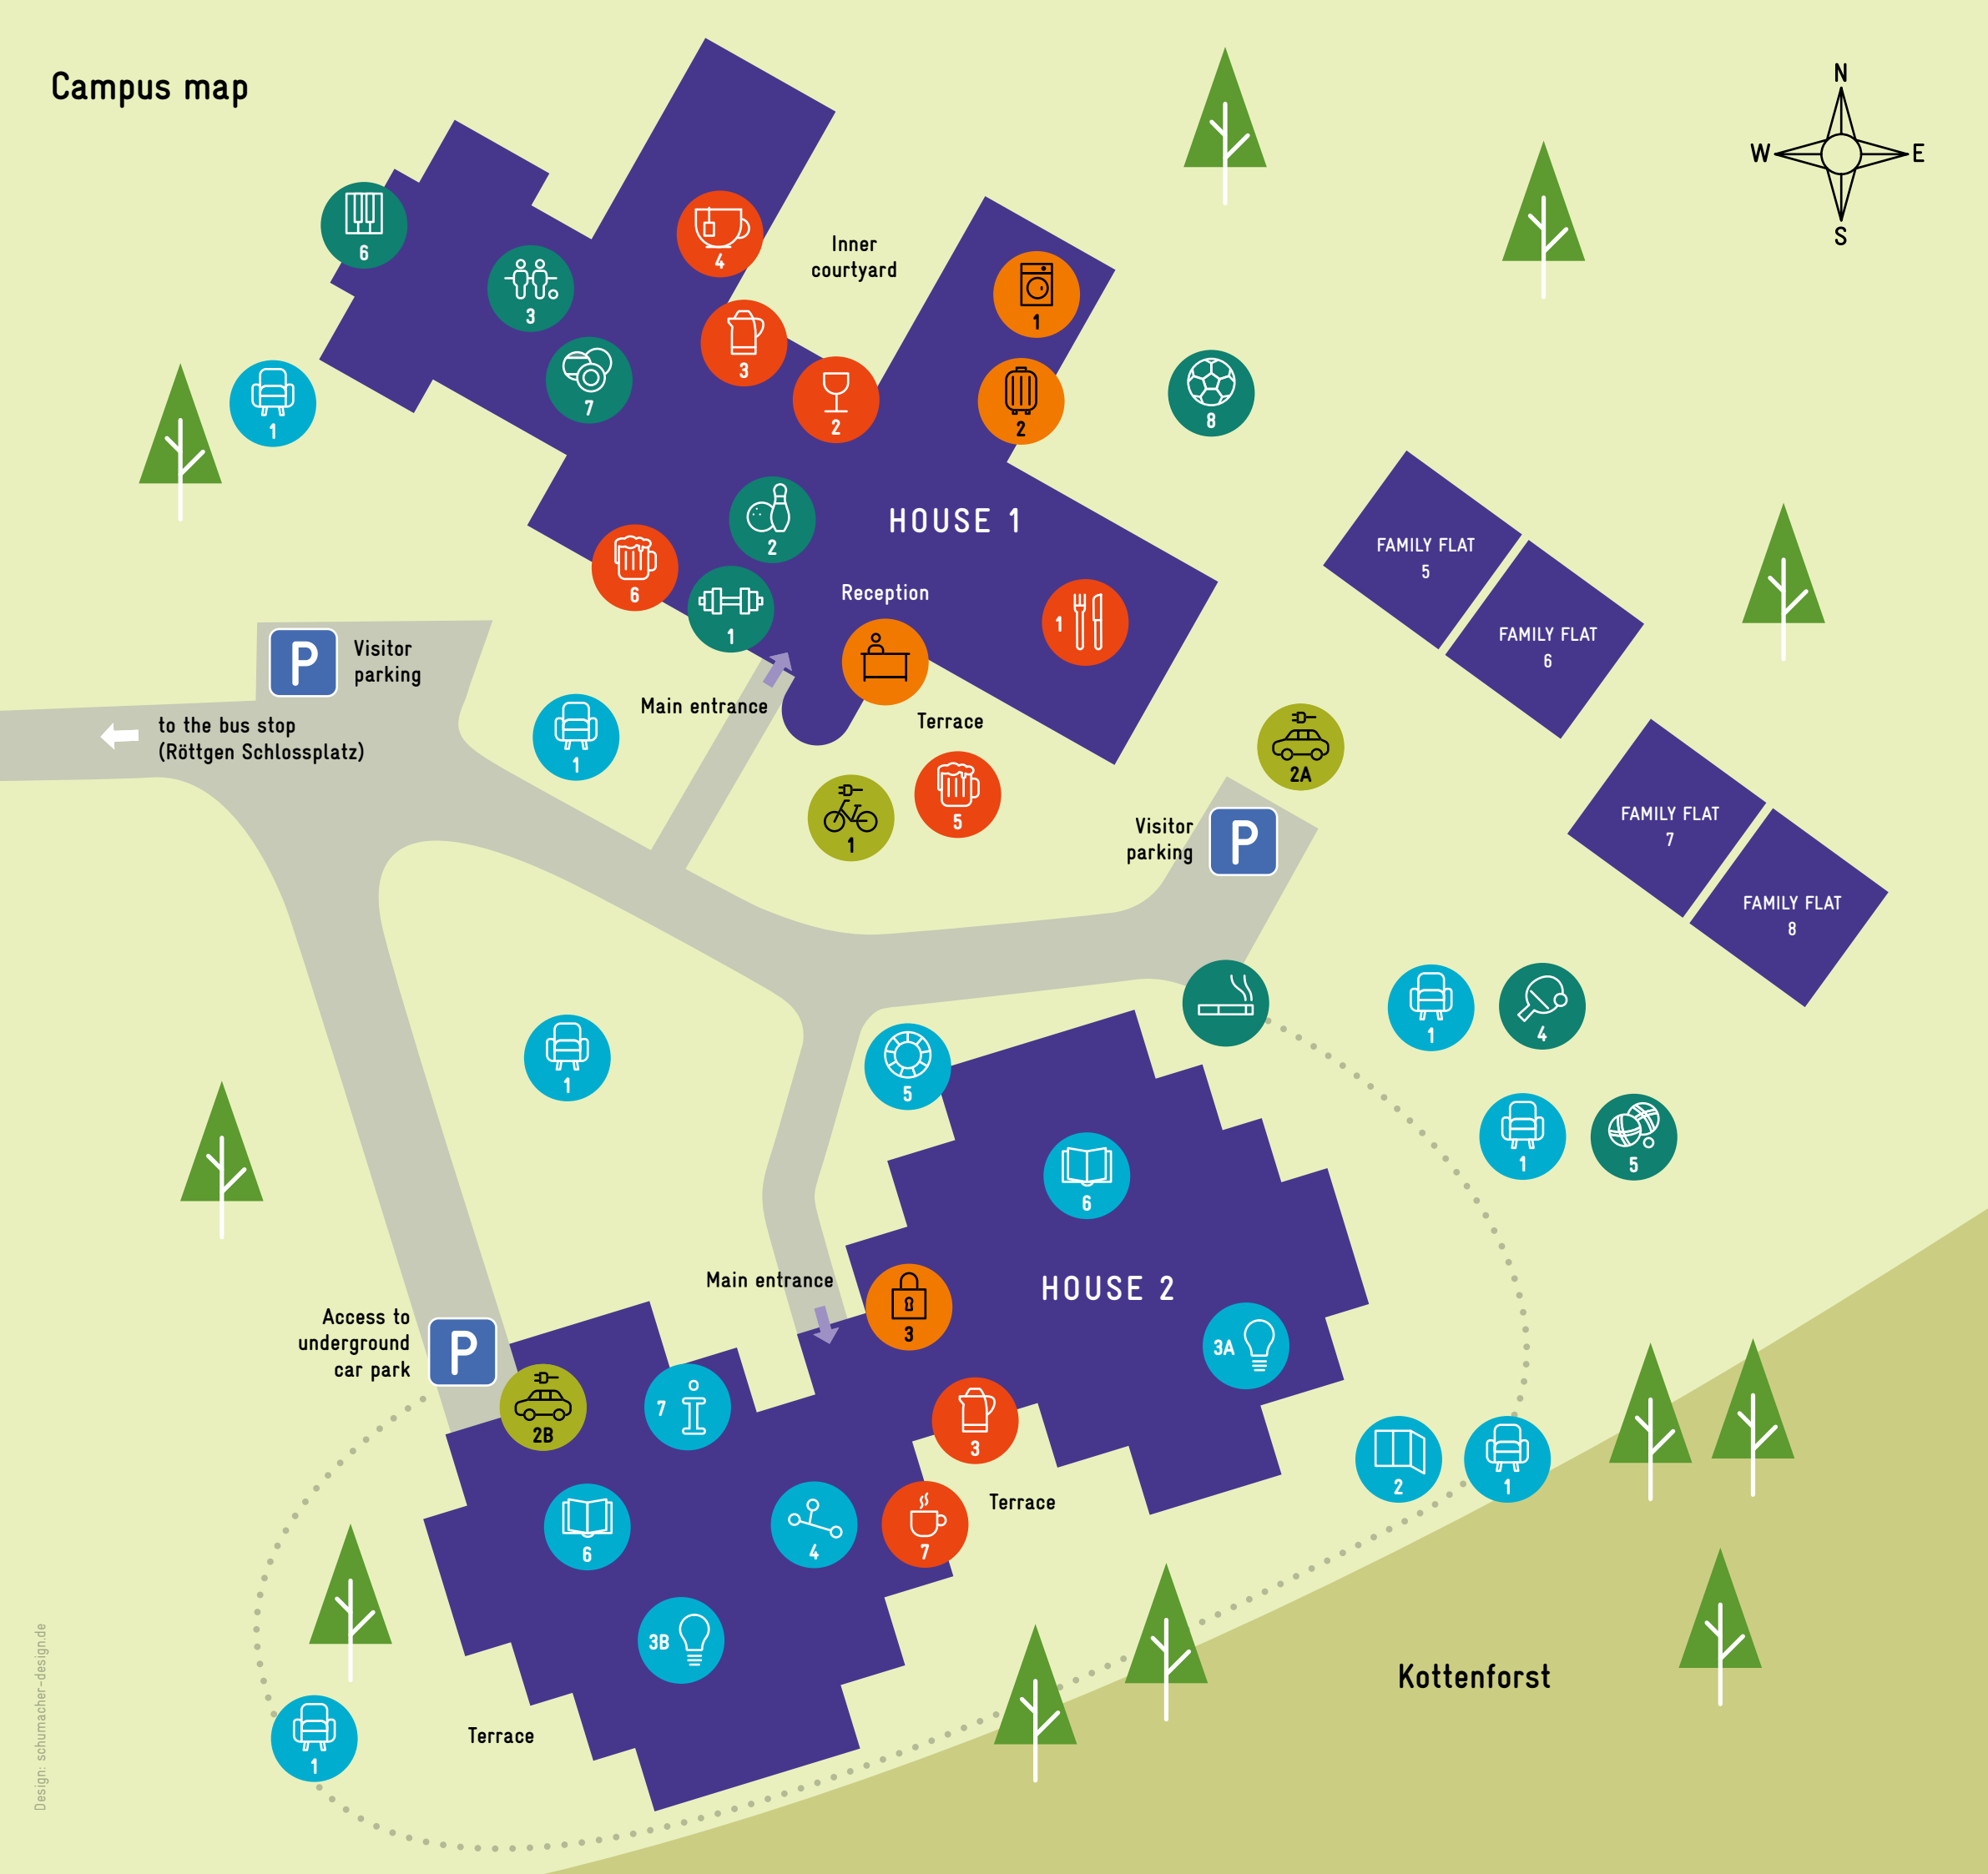 Campus map
N
W
E
S
6
3
7
4
Inner
courtyard
3
2
1
2
8
1
2
HOUSE 1
6
1
Reception
1
FAMILY FLAT
5
FAMILY FLAT
6
FAMILY FLAT
7
FAMILY FLAT
8
P
Visitor
parking
to the bus stop
(Röttgen Schlossplatz)
Main entrance
1
Terrace
1
5
2A
Visitor
parking
P
1
5
1
4
1
5
6
Main entrance
HOUSE 2
3
3A
Access to
underground
car park
P
2B
7
3
2
1
6
4
7
Terrace
3B
Terrace
1
Kottenforst
Design: schumacher-design.de